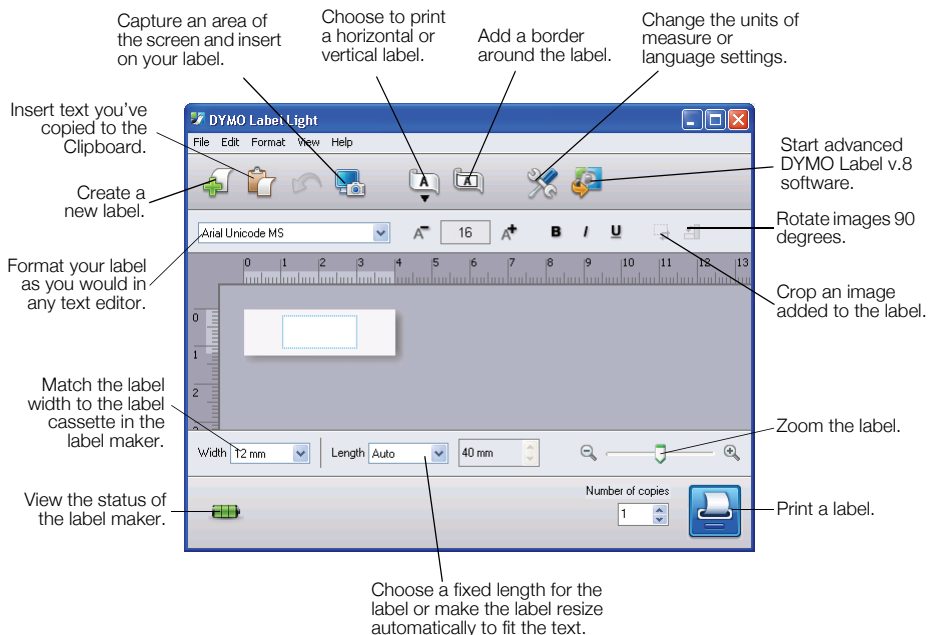 Capture an area of
the screen and insert
on your label.
Choose to print
a horizontal or
vertical label.
Add a border
around the label.
Change the units of
measure or
language settings.
Insert text you've
copied to the
Clipboard.
Create a
new label.
Format your label
as you would in
any text editor.
Match the label
width to the label
cassette in the
label maker.
View the status of
the label maker.
DYMO Label Light
File Edit Format View Help
A A
Arial Unicode MS A 16 A B I U
0 1 2 3 4 5 6 7 8 9 10 11 12 13
0
1
2
Width 12 mm Length Auto 40 mm
Number of copies
1
Start advanced
DYMO Label v.8
software.
Rotate images 90
degrees.
Crop an image
added to the label.
Zoom the label.
Print a label.
Choose a fixed length for the
label or make the label resize
automatically to fit the text.